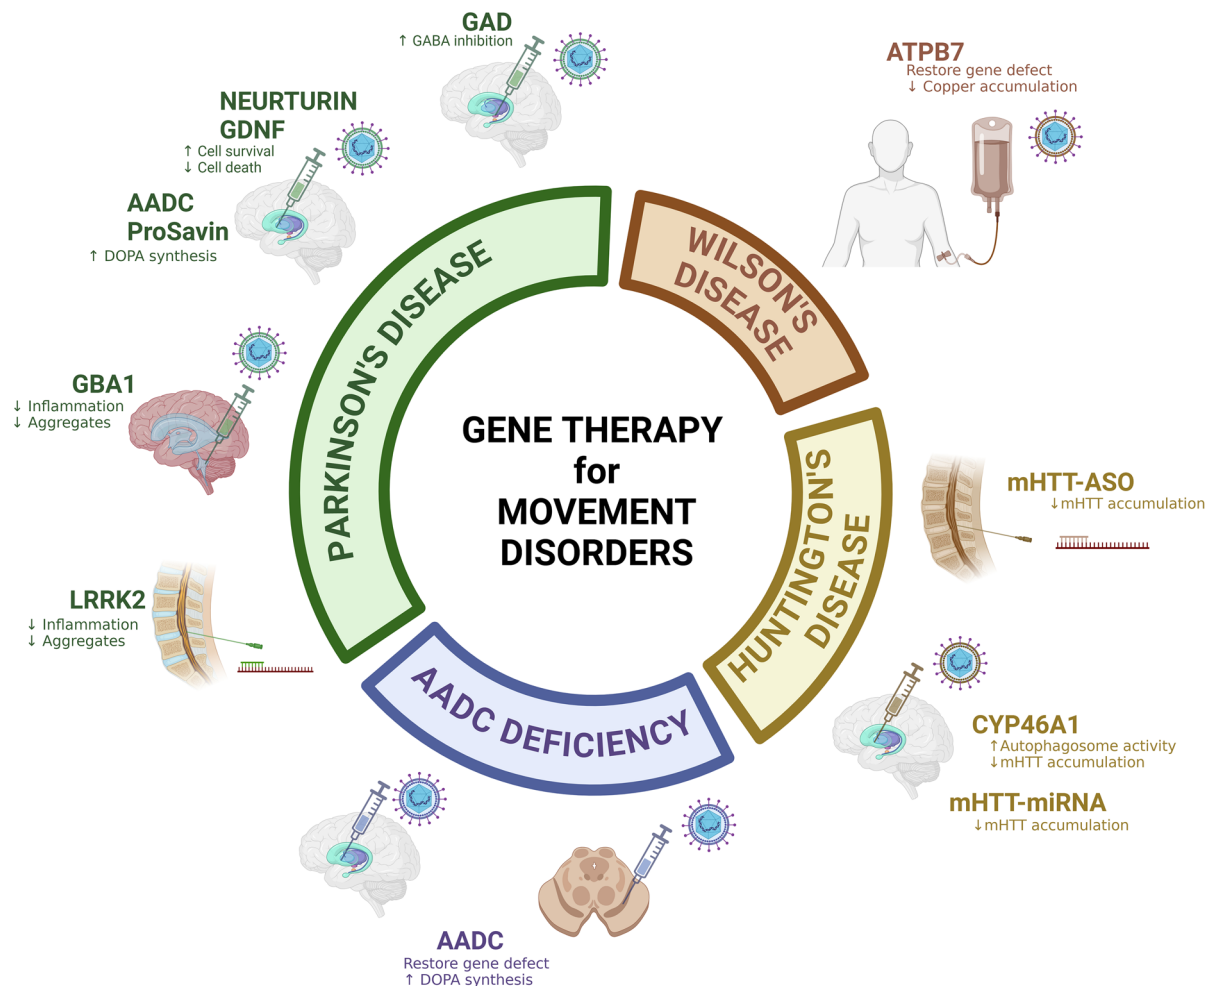 GAD
↑ GABA inhibition
NEURTURIN
GDNF
↑ Cell survival
↓ Cell death
AADC
ProSavin
↑ DOPA synthesis
GBA1
↓ Inflammation
↓ Aggregates
LRRK2
↓ Inflammation
↓ Aggregates
PARKINSON'S DISEASE
ATPB7
Restore gene defect
↓ Copper accumulation
WILSON'S
DISEASE
GENE THERAPY
for
MOVEMENT
DISORDERS
HUNTINGTON'S
DISEASE
mHTT-ASO
↓mHTT accumulation
CYP46A1
↑Autophagosome activity
↓mHTT accumulation
mHTT-miRNA
↓mHTT accumulation
AADC DEFICIENCY
AADC
Restore gene defect
↑ DOPA synthesis